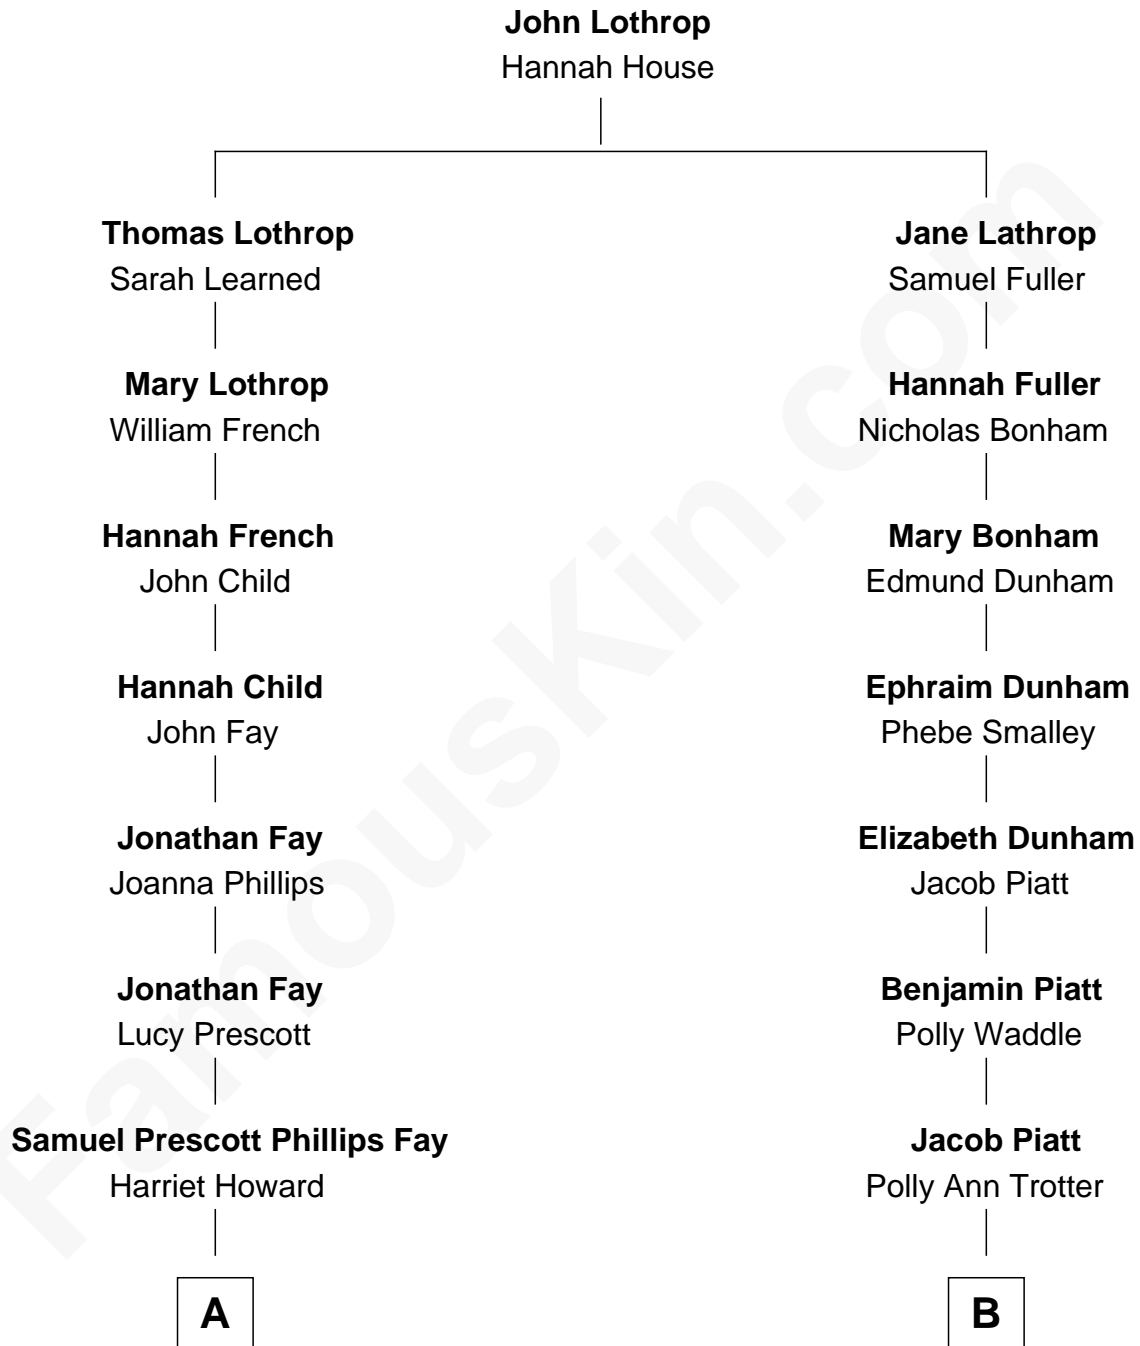 John Lothrop
Hannah House
Thomas Lothrop
Sarah Learned
Jane Lathrop
Samuel Fuller
Mary Lothrop
William French
Hannah Fuller
Nicholas Bonham
Hannah French
John Child
Mary Bonham
Edmund Dunham
Hannah Child
John Fay
Ephraim Dunham
Phebe Smalley
Jonathan Fay
Joanna Phillips
Elizabeth Dunham
Jacob Piatt
Jonathan Fay
Lucy Prescott
Benjamin Piatt
Polly Waddle
Samuel Prescott Phillips Fay
Harriet Howard
Jacob Piatt
Polly Ann Trotter
A
B
FamousKin.com